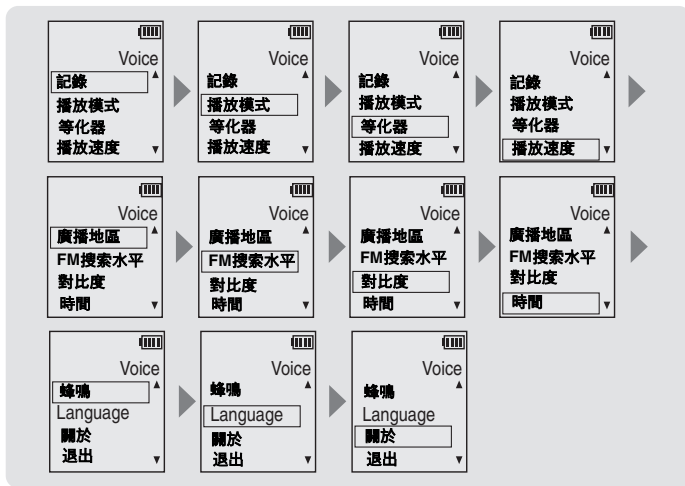 Voice
記錄
播放模式
等化器
播放速度
Voice
記錄
播放模式
等化器
播放速度
Voice
記錄
播放模式
等化器
播放速度
Voice
記錄
播放模式
等化器
播放速度
Voice
廣播地區
FM搜索水平
對比度
時間
Voice
廣播地區
FM搜索水平
對比度
時間
Voice
廣播地區
FM搜索水平
對比度
時間
Voice
廣播地區
FM搜索水平
對比度
時間
Voice
蜂鳴
Language
關於
退出
Voice
蜂鳴
Language
關於
退出
Voice
蜂鳴
Language
關於
退出